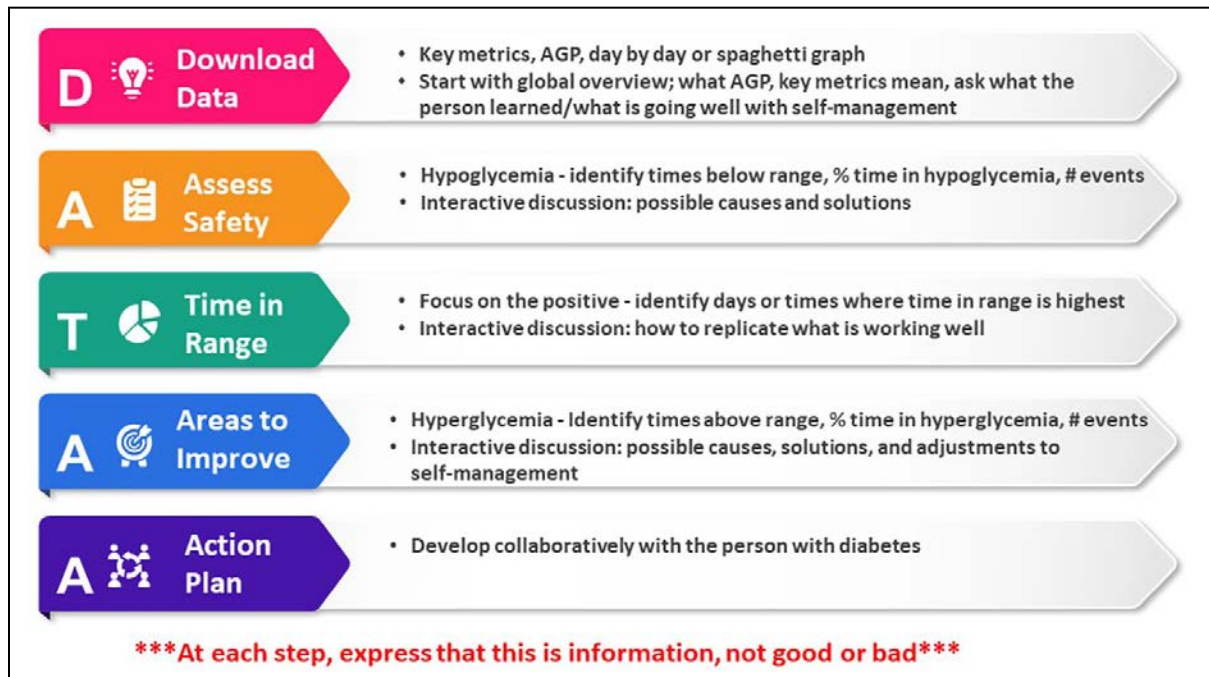 D
Download
Data
• Key metrics, AGP, day by day or spaghetti graph
• Start with global overview; what AGP, key metrics mean, ask what the
person learned/what is going well with self-management
A
Assess
Safety
• Hypoglycemia - identify times below range, % time in hypoglycemia, # events
• Interactive discussion: possible causes and solutions
T
Time in
Range
• Focus on the positive - identify days or times where time in range is highest
• Interactive discussion: how to replicate what is working well
A
Areas to
Improve
• Hyperglycemia - Identify times above range, % time in hyperglycemia, # events
• Interactive discussion: possible causes, solutions, and adjustments to
self-management
A
Action
Plan
• Develop collaboratively with the person with diabetes
***At each step, express that this is information, not good or bad***